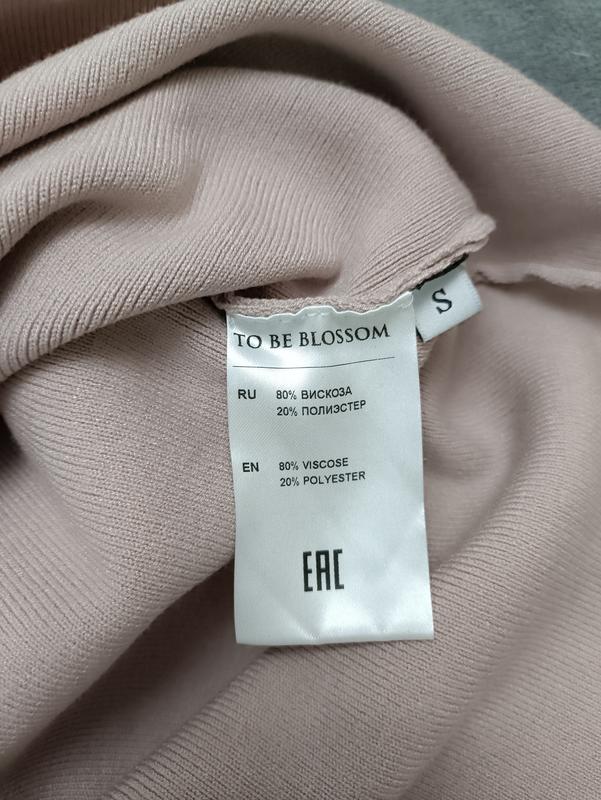 S
TO BE BLOSSOM
RU 80% ВИСКОЗА
20% ПОЛИЭСТЕР
EN 80% VISCOSE
20% POLYESTER
EAC